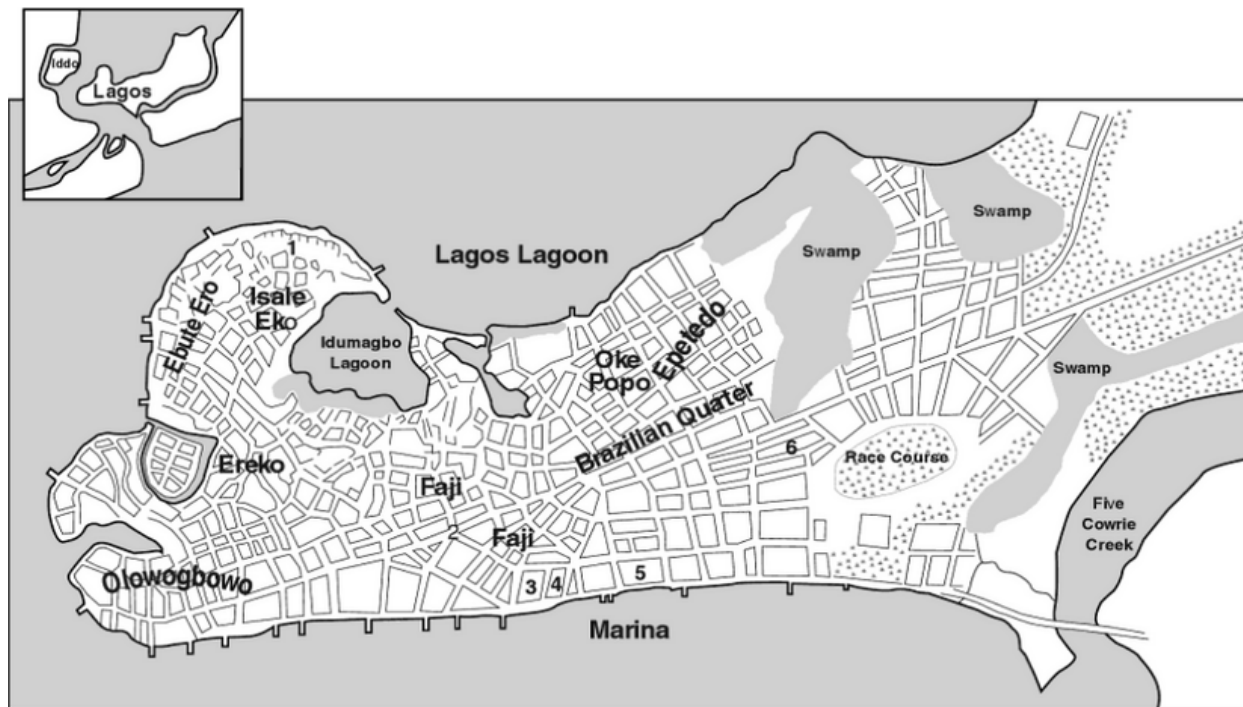 Iddo
Lagos
Lagos Lagoon
Swamp
Swamp
1
Isale
Eko
Ebute Ero
Idumagbo
Lagoon
Oke
Popo
Epetedo
Swamp
Brazilian Quater
6
Race Course
Ereko
Faji
2
Faji
Five
Cowrie
Creek
Olowogbowo
3
4
5
Marina